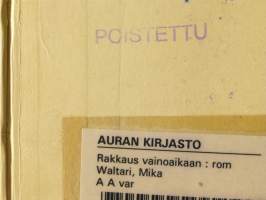 POISTETTU
AURAN KIRJASTO
Rakkaus vainoaikaan : rom
Waltari, Mika
A A var